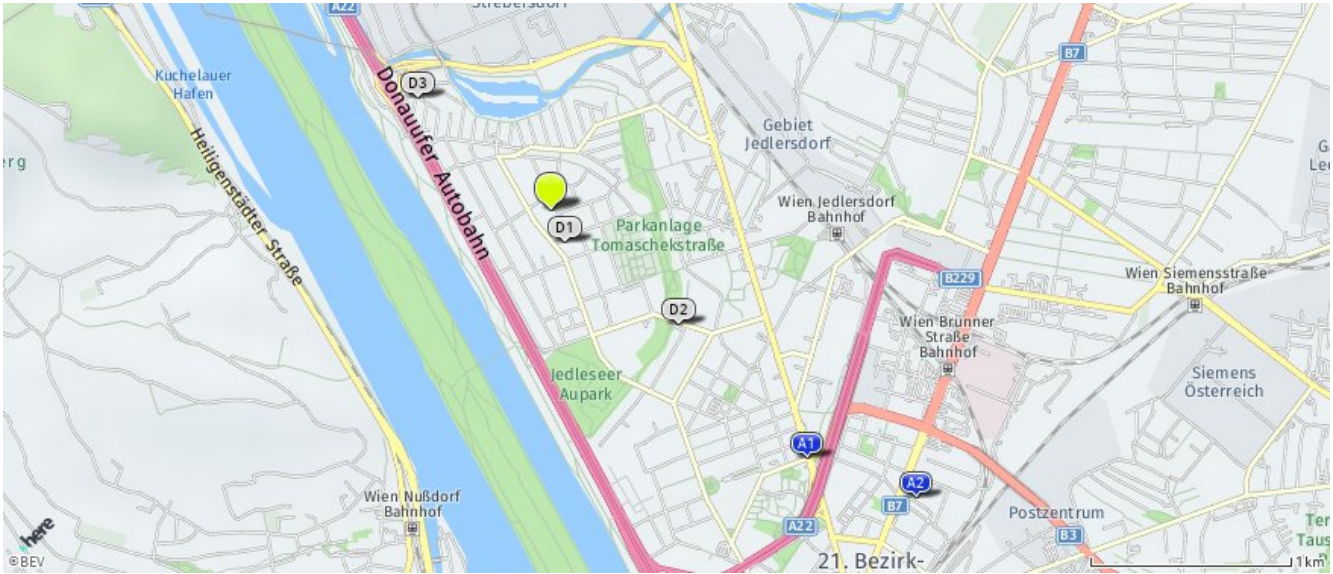 A22
Strebersdorf
Kuchelauer
Hafen
D3
B7
Donauufer Autobahn
Gebiet
Jedlersdorf
Heiligenstädter Straße
Wien Jedlersdorf
Bahnhof
D1
Parkanlage
Tomaschekstraße
B229
Wien Siemensstraße
Bahnhof
D2
Wien Brunner
Straße
Bahnhof
Jedleseer
Aupark
Siemens
Österreich
A1
A2
Wien Nußdorf
Bahnhof
B7
A22
Postzentrum
B3
here
©BEV
21. Bezirk-
1km